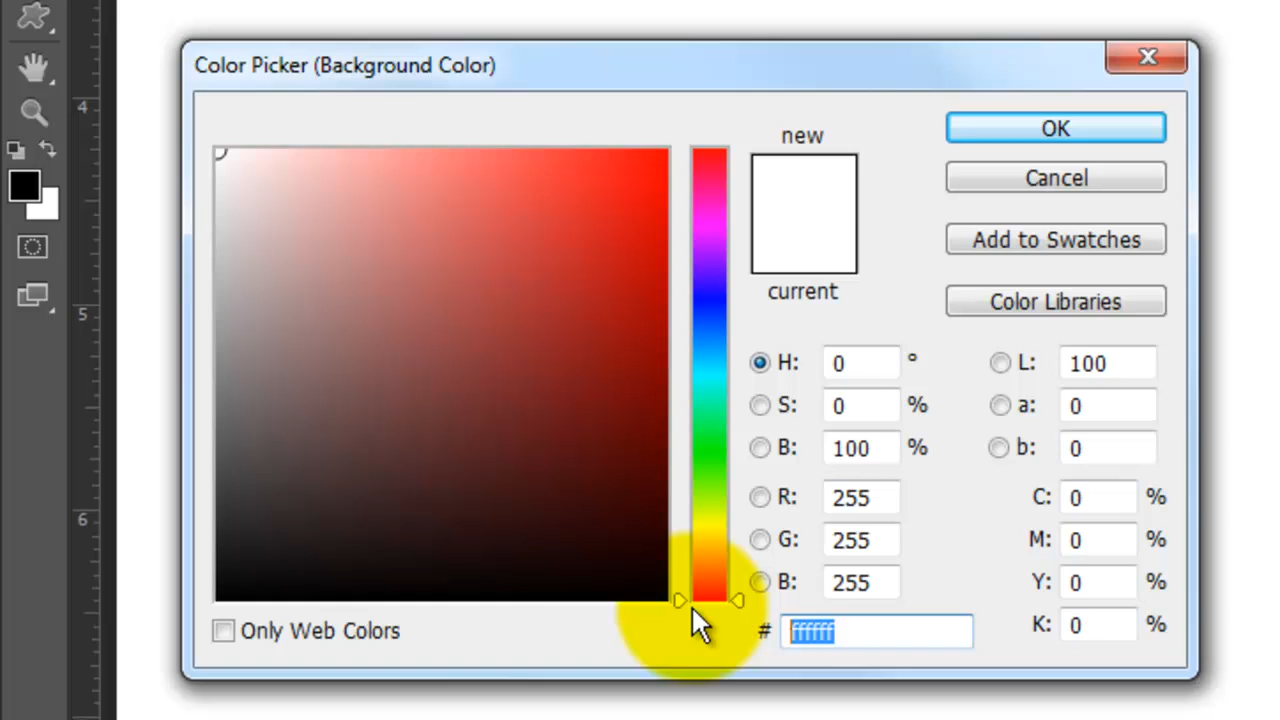 Color Picker (Background Color)
4
5
6
new
current
OK
Cancel
Add to Swatches
Color Libraries
H: 0 °
S: 0 %
B: 100 %
R: 255
G: 255
B: 255
# ffffff
L: 100
a: 0
b: 0
C: 0 %
M: 0 %
Y: 0 %
K: 0 %
Only Web Colors